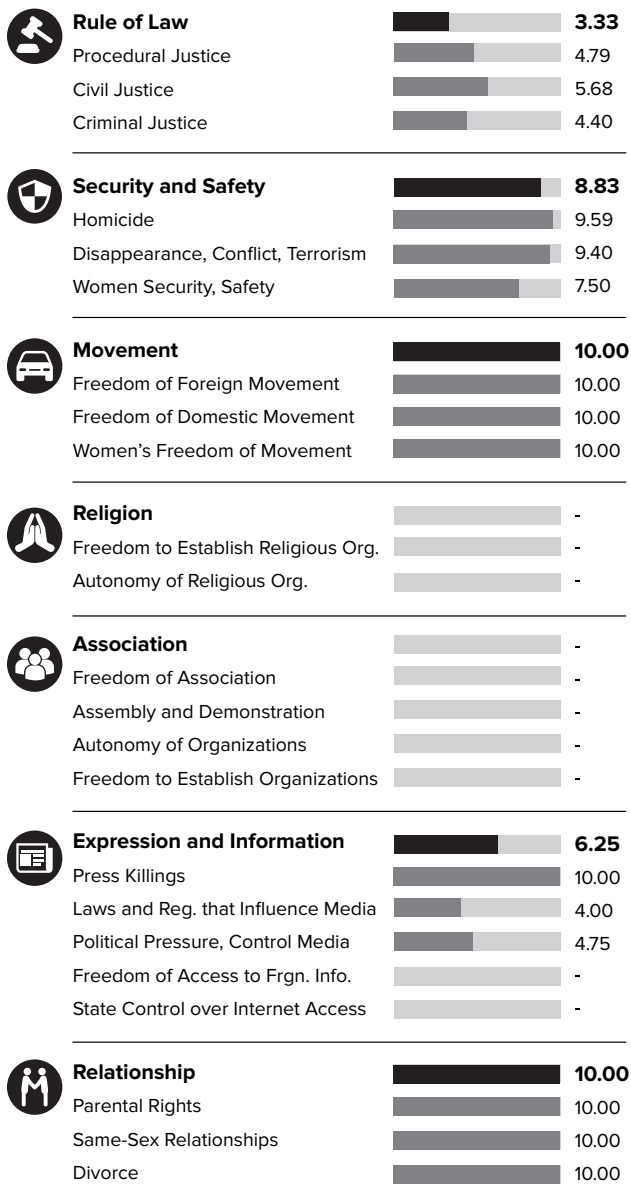 Rule of Law 3.33
Procedural Justice 4.79
Civil Justice 5.68
Criminal Justice 4.40
Security and Safety 8.83
Homicide 9.59
Disappearance, Conflict, Terrorism 9.40
Women Security, Safety 7.50
Movement 10.00
Freedom of Foreign Movement 10.00
Freedom of Domestic Movement 10.00
Women’s Freedom of Movement 10.00
Religion -
Freedom to Establish Religious Org. -
Autonomy of Religious Org. -
Association -
Freedom of Association -
Assembly and Demonstration -
Autonomy of Organizations -
Freedom to Establish Organizations -
Expression and Information 6.25
Press Killings 10.00
Laws and Reg. that Influence Media 4.00
Political Pressure, Control Media 4.75
Freedom of Access to Frgn. Info. -
State Control over Internet Access -
Relationship 10.00
Parental Rights 10.00
Same-Sex Relationships 10.00
Divorce 10.00